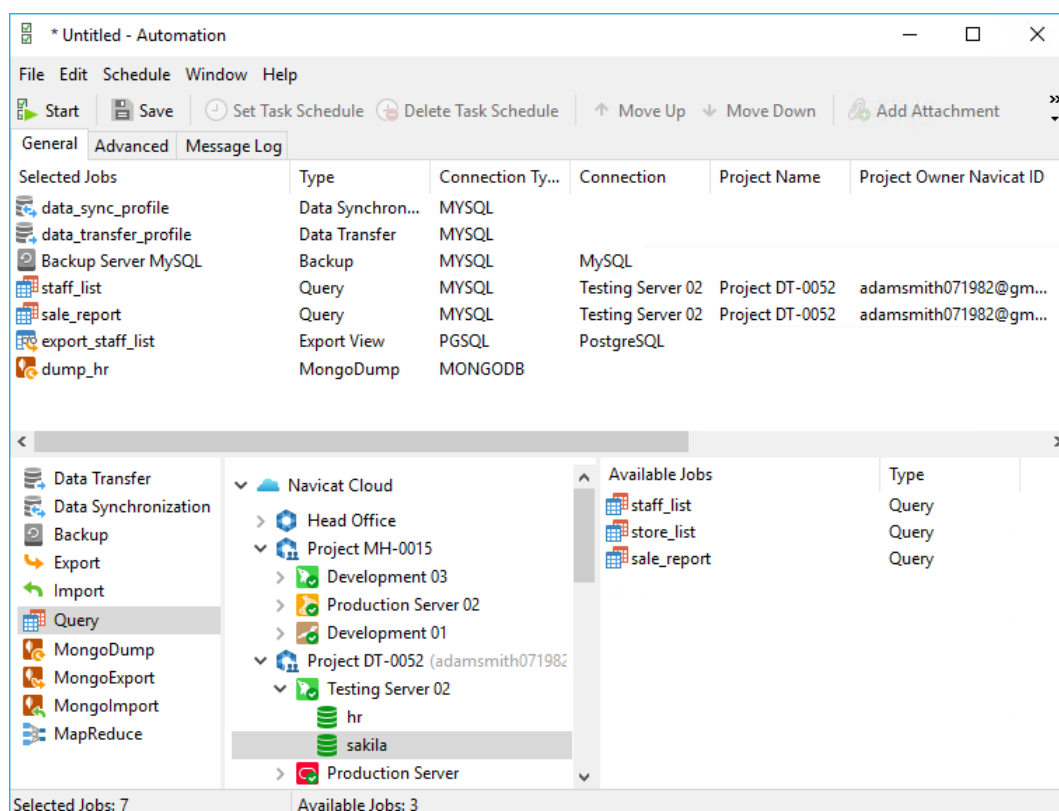 * Untitled - Automation
File Edit Schedule Window Help
Start Save Set Task Schedule Delete Task Schedule Move Up Move Down Add Attachment
General Advanced Message Log
Selected Jobs Type Connection Ty... Connection Project Name Project Owner Navicat ID
data_sync_profile Data Synchron... MYSQL
data_transfer_profile Data Transfer MYSQL
Backup Server MySQL Backup MYSQL MySQL
staff_list Query MYSQL Testing Server 02 Project DT-0052 adamsmith071982@gm...
sale_report Query MYSQL Testing Server 02 Project DT-0052 adamsmith071982@gm...
export_staff_list Export View PGSQL PostgreSQL
dump_hr MongoDump MONGODB
Data Transfer
Data Synchronization
Backup
Export
Import
Query
MongoDump
MongoExport
MongoImport
MapReduce
Navicat Cloud
Head Office
Project MH-0015
Development 03
Production Server 02
Development 01
Project DT-0052 (adamsmith071982
Testing Server 02
hr
sakila
Production Server
Available Jobs Type
staff_list Query
store_list Query
sale_report Query
Selected Jobs: 7 Available Jobs: 3